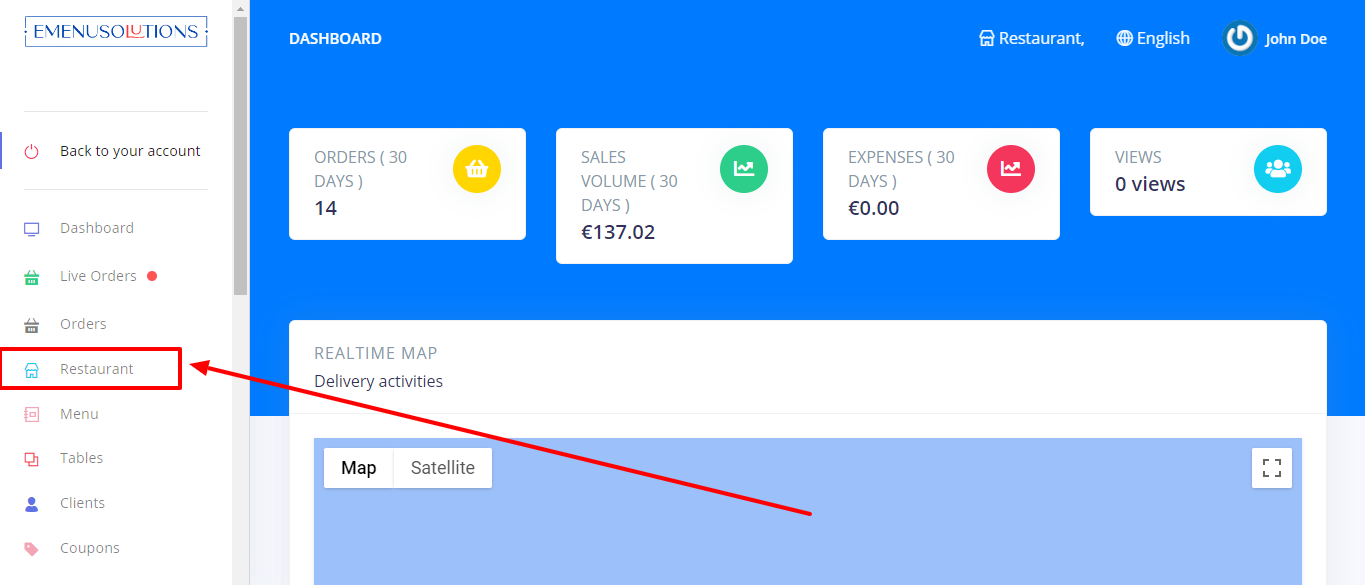 EMENUSOLUTIONS
DASHBOARD
Restaurant,
English
John Doe
Back to your account
Dashboard
Live Orders
Orders
Restaurant
Menu
Tables
Clients
Coupons
ORDERS ( 30
DAYS )
14
SALES
VOLUME ( 30
DAYS )
€137.02
EXPENSES ( 30
DAYS )
€0.00
VIEWS
0 views
REALTIME MAP
Delivery activities
Map
Satellite